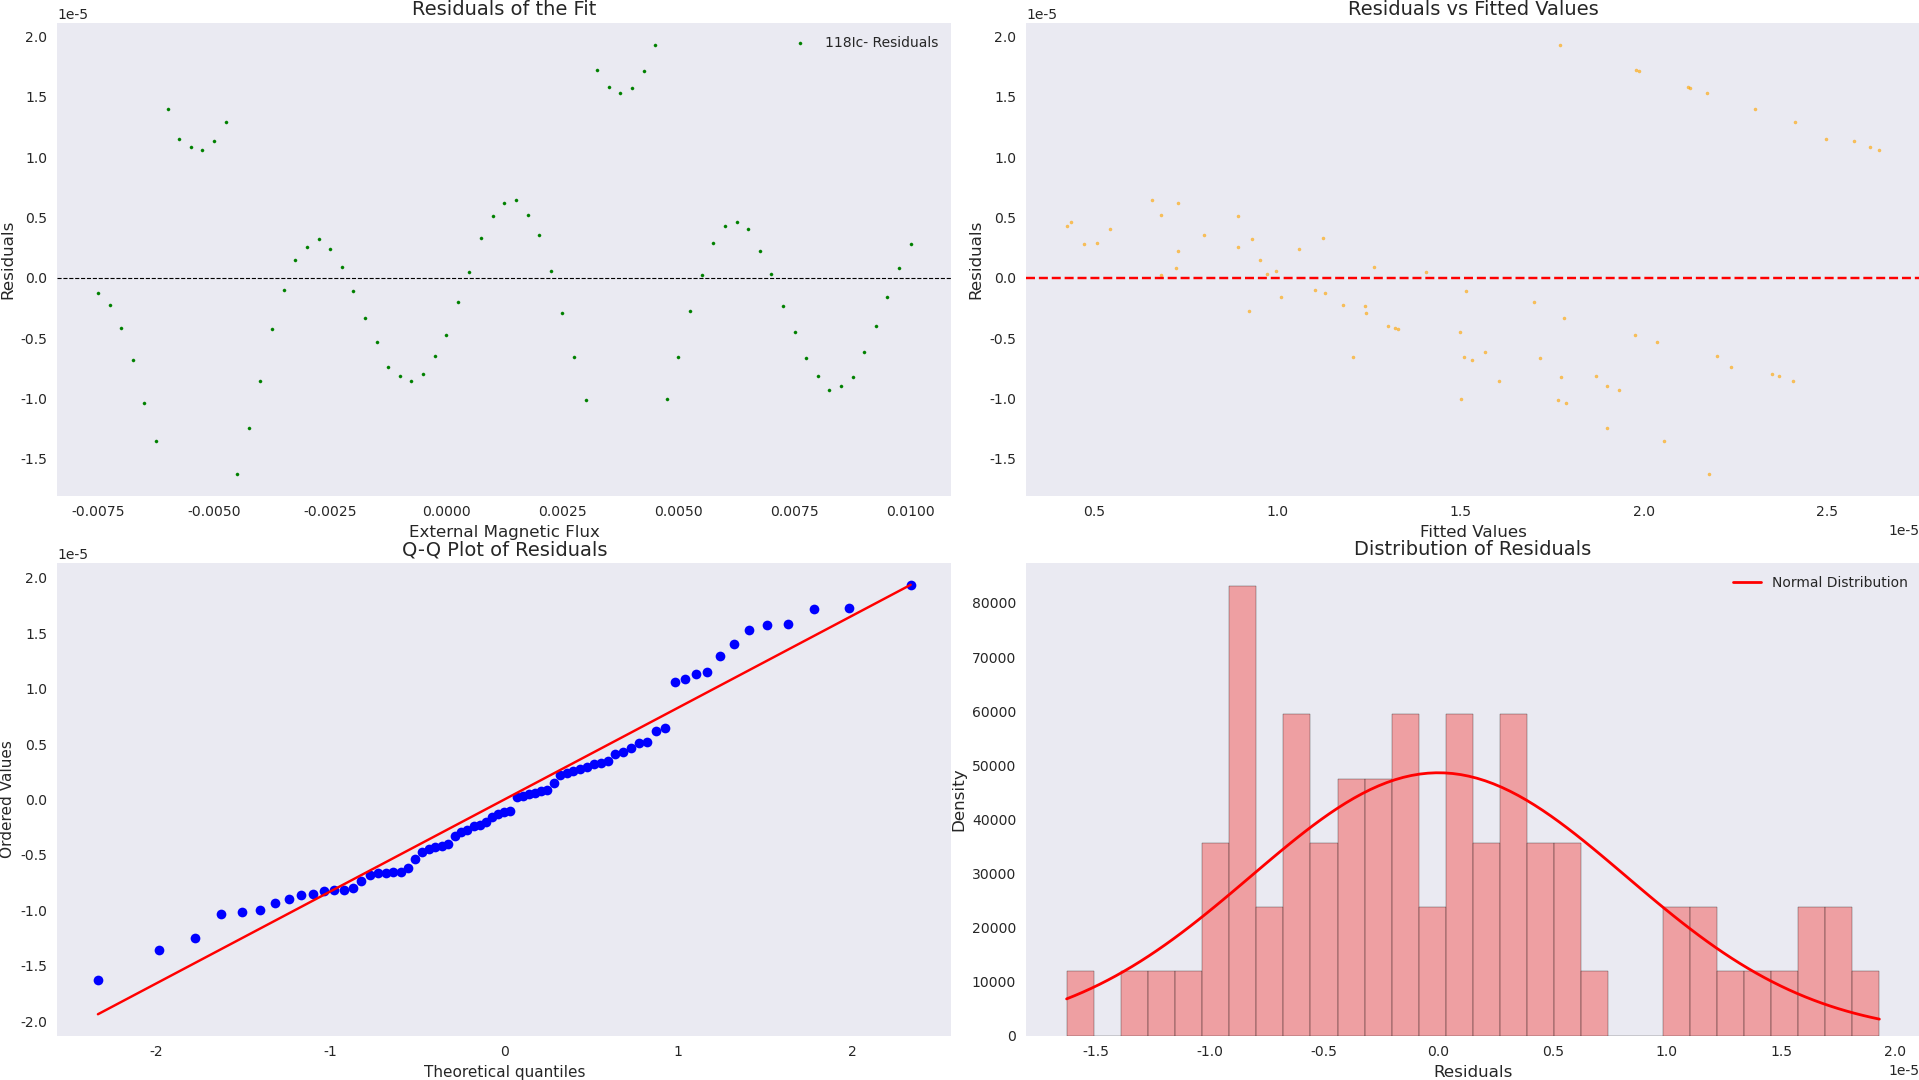 Residuals of the Fit
1e-5
118Ic- Residuals
2.0
1.5
1.0
0.5
0.0
-0.5
-1.0
-1.5
Residuals
-0.0075 -0.0050 -0.0025 0.0000 0.0025 0.0050 0.0075 0.0100
External Magnetic Flux
Residuals vs Fitted Values
1e-5
2.0
1.5
1.0
0.5
0.0
-0.5
-1.0
-1.5
Residuals
0.5 1.0 1.5 2.0 2.5
1e-5
Fitted Values
Q-Q Plot of Residuals
1e-5
2.0
1.5
1.0
0.5
0.0
-0.5
-1.0
-1.5
-2.0
Ordered Values
-2 -1 0 1 2
Theoretical quantiles
Distribution of Residuals
Normal Distribution
80000
70000
60000
50000
40000
30000
20000
10000
0
Density
-1.5 -1.0 -0.5 0.0 0.5 1.0 1.5 2.0
1e-5
Residuals